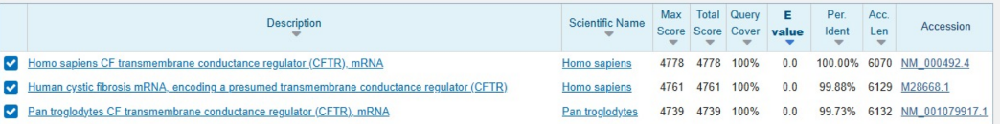 Description Scientific Name Max Score Total Score Query Cover E value Per. Ident Acc. Len Accession
Homo sapiens CF transmembrane conductance regulator (CFTR), mRNA Homo sapiens 4778 4778 100% 0.0 100.00% 6070 NM_000492.4
Human cystic fibrosis mRNA, encoding a presumed transmembrane conductance regulator (CFTR) Homo sapiens 4761 4761 100% 0.0 99.88% 6129 M28668.1
Pan troglodytes CF transmembrane conductance regulator (CFTR), mRNA Pan troglodytes 4739 4739 100% 0.0 99.73% 6132 NM_001079917.1